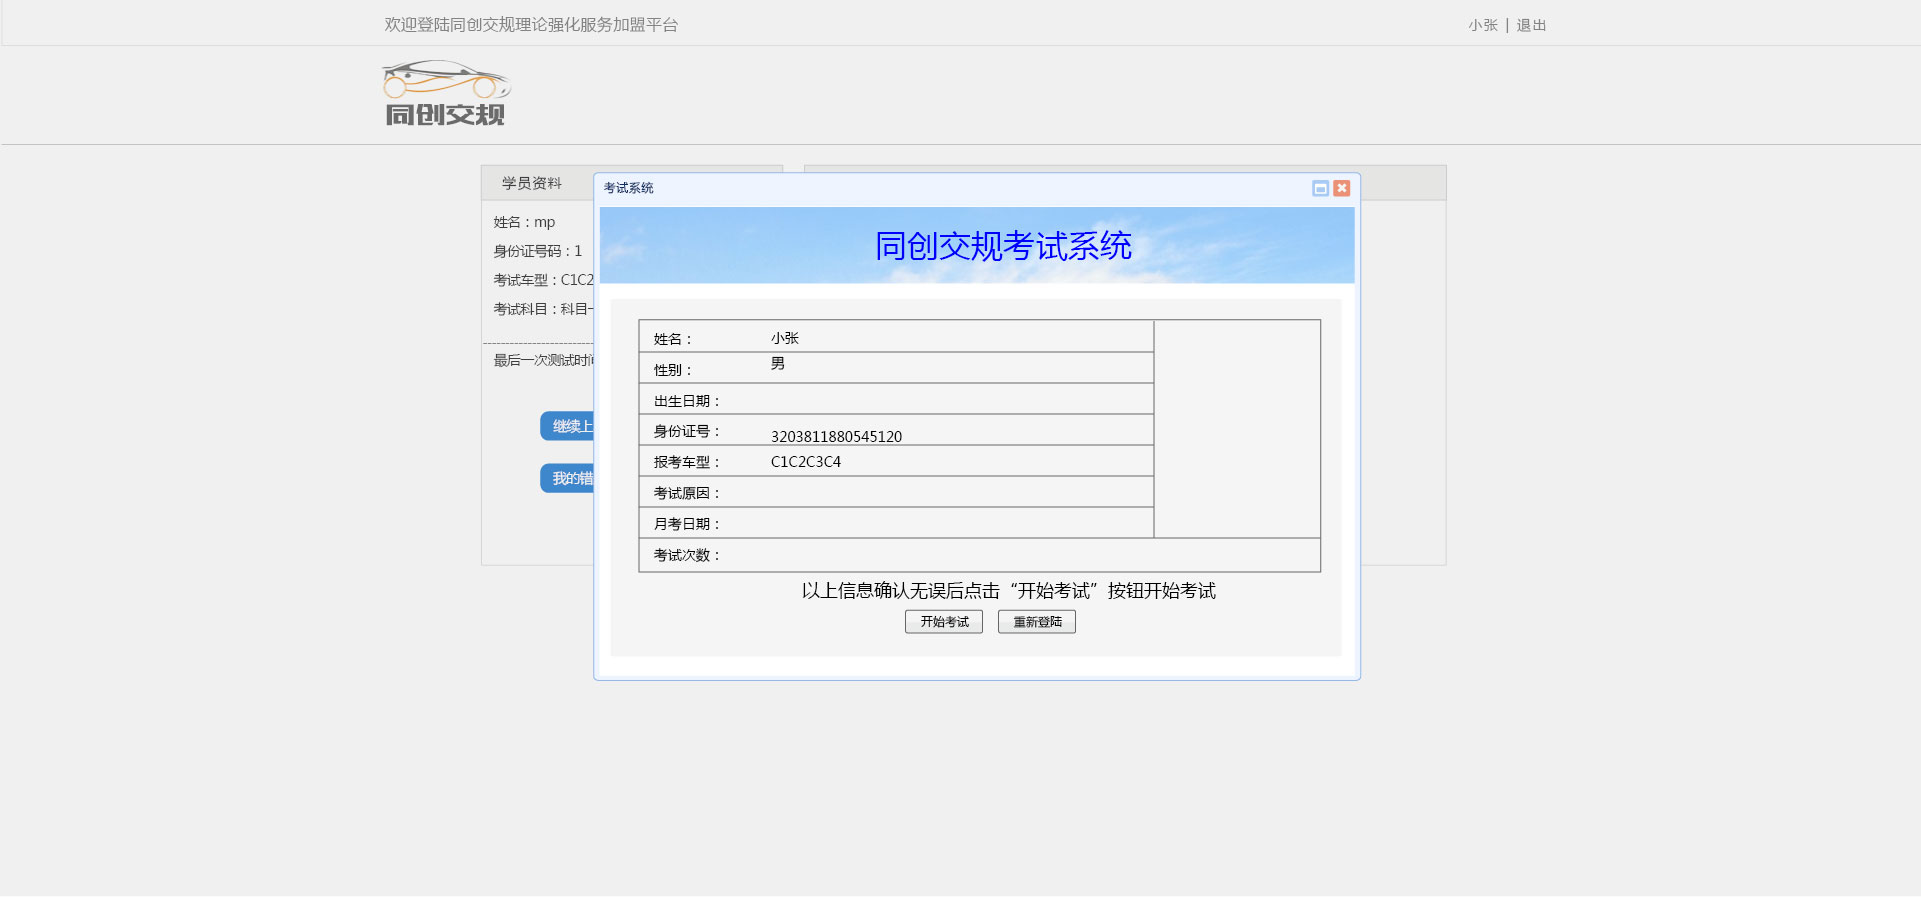 欢迎登陆同创交规理论强化服务加盟平台
小张 | 退出
同创交规
学员资料
姓名：mp
身份证号码：1
考试车型：C1C2
考试科目：科目
最后一次测试时
继续上
我的错
考试系统
同创交规考试系统
姓名： 小张
性别： 男
出生日期：
身份证号： 3203811880545120
报考车型： C1C2C3C4
考试原因：
月考日期：
考试次数：
以上信息确认无误后点击“开始考试”按钮开始考试
开始考试 重新登陆